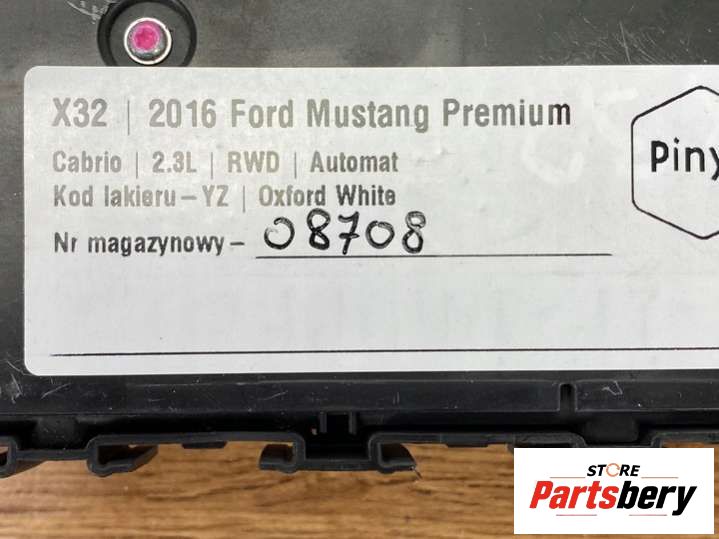 X32 | 2016 Ford Mustang Premium
Cabrio | 2.3L | RWD | Automat
Kod lakieru – YZ | Oxford White
Nr magazynowy – 08708
Piny
STORE
Partsbery